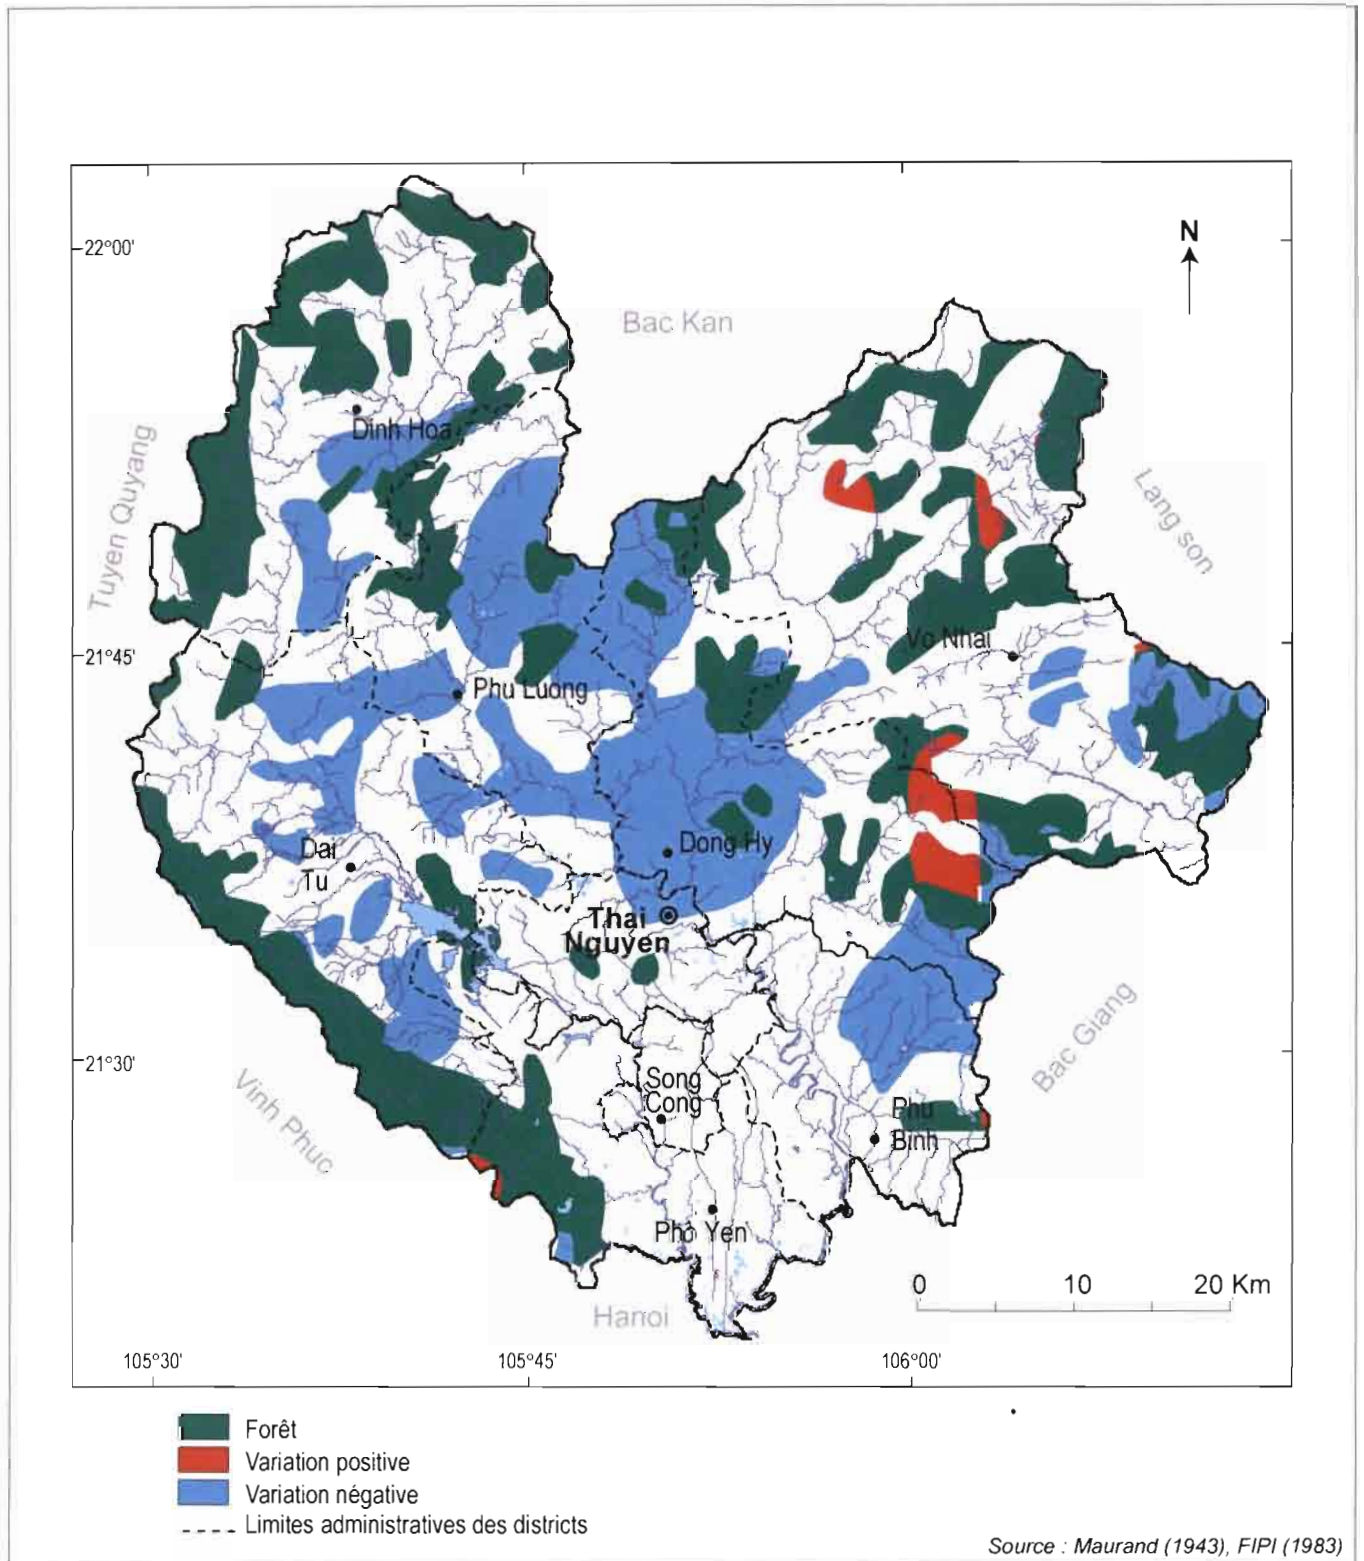 N
22°00'
Bac Kan
Dinh Hoa
Tuyen Quyang
Lang son
21°45'
Vo Nhai
Phu Luong
Dong Hy
Dai
Tu
Thai
Nguyen
Bac Giang
21°30'
Vinh Phuc
Song
Cong
Phu
Binh
Pho Yen
0 10 20 Km
Hanoi
105°30' 105°45' 106°00'
Forêt
Variation positive
Variation négative
Limites administratives des districts
Source : Maurand (1943), FIPI (1983)